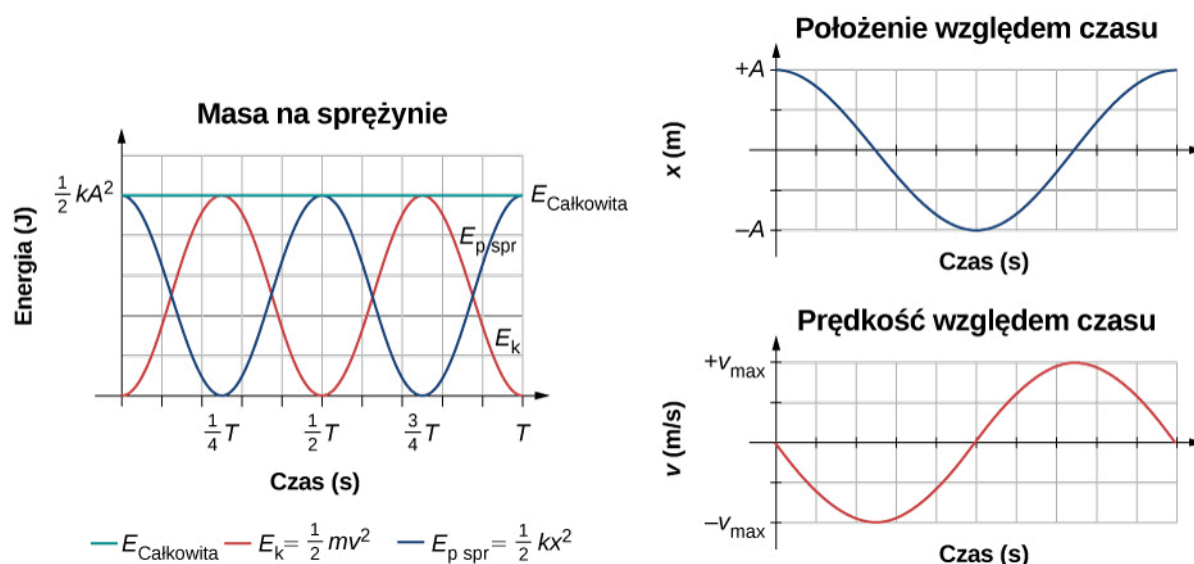 Masa na sprężynie
Energia (J)
½ kA²
E_Całkowita
E_p spr
E_k
¼ T
½ T
¾ T
T
Czas (s)
E_Całkowita
E_k = ½ mv²
E_p spr = ½ kx²
Położenie względem czasu
x (m)
+A
–A
Czas (s)
Prędkość względem czasu
v (m/s)
+v_max
–v_max
Czas (s)